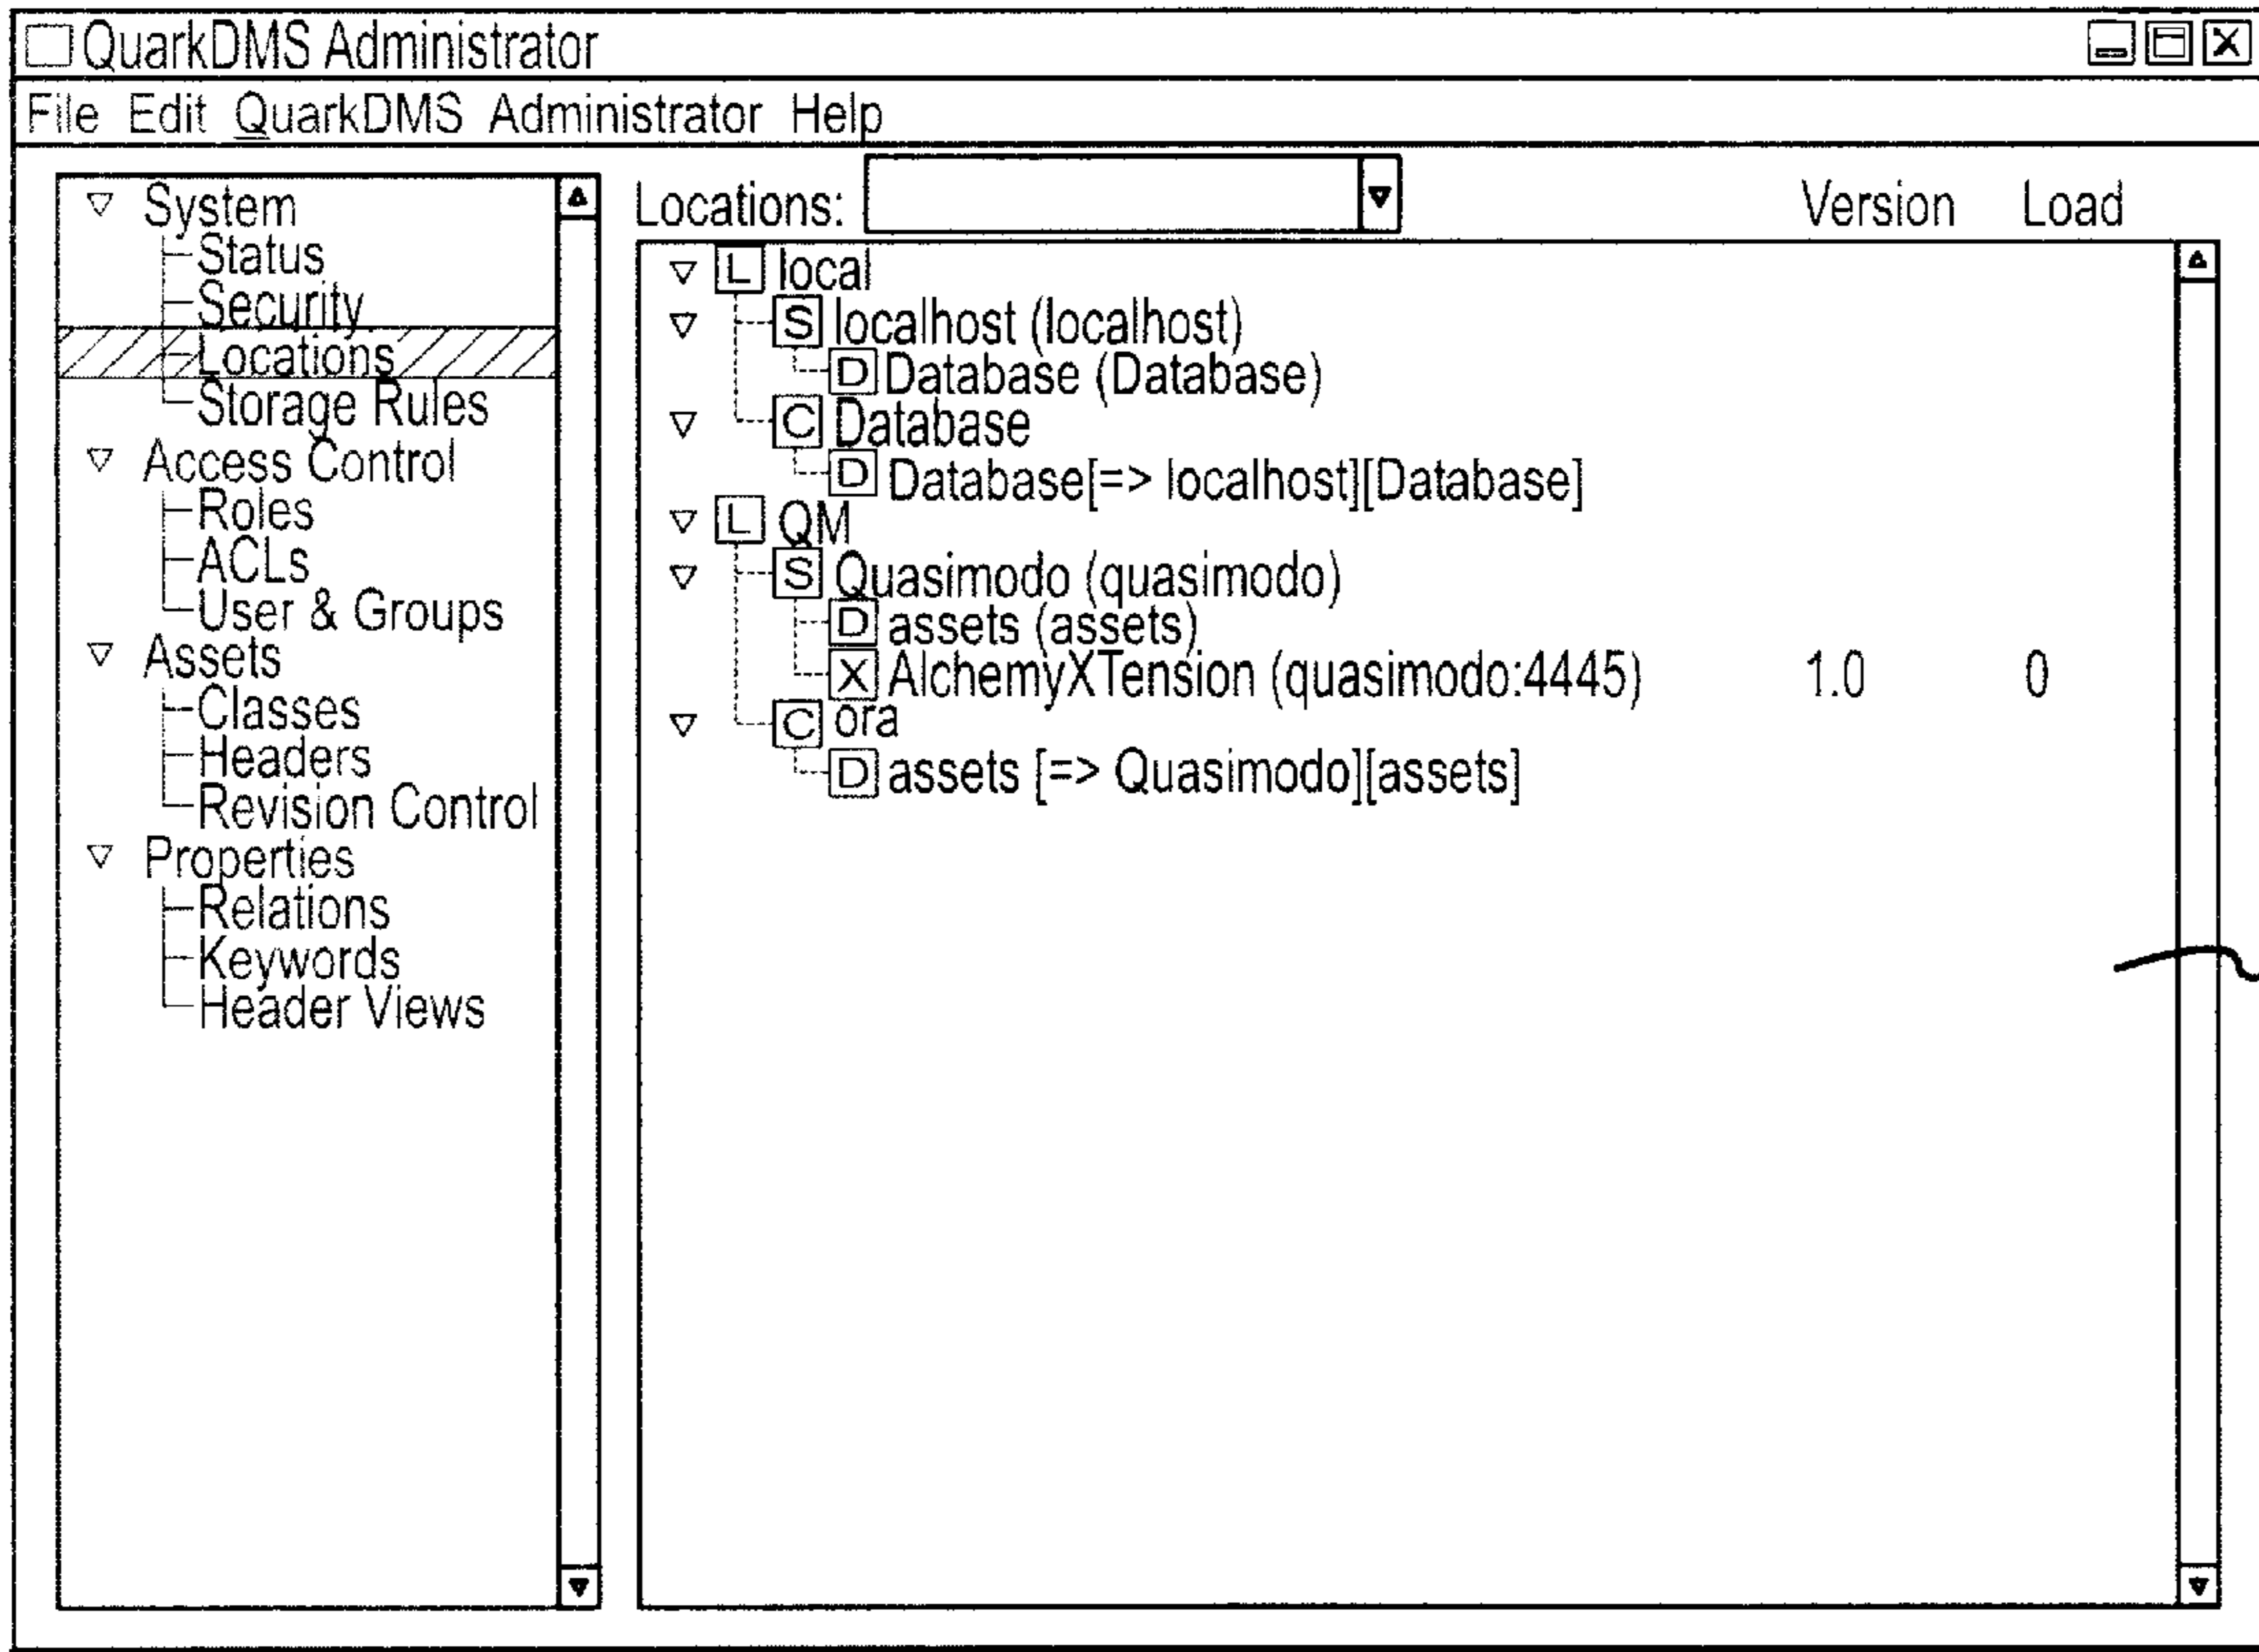 QuarkDMS Administrator
File Edit QuarkDMS Administrator Help
System
Status
Security
Locations
Storage Rules
Access Control
Roles
ACLs
User & Groups
Assets
Classes
Headers
Revision Control
Properties
Relations
Keywords
Header Views
Locations: Version Load
L local
S localhost (localhost)
D Database (Database)
C Database
D Database[=> localhost][Database]
L QM
S Quasimodo (quasimodo)
D assets (assets)
X AlchemyXTension (quasimodo:4445) 1.0 0
C ora
D assets [=> Quasimodo][assets]